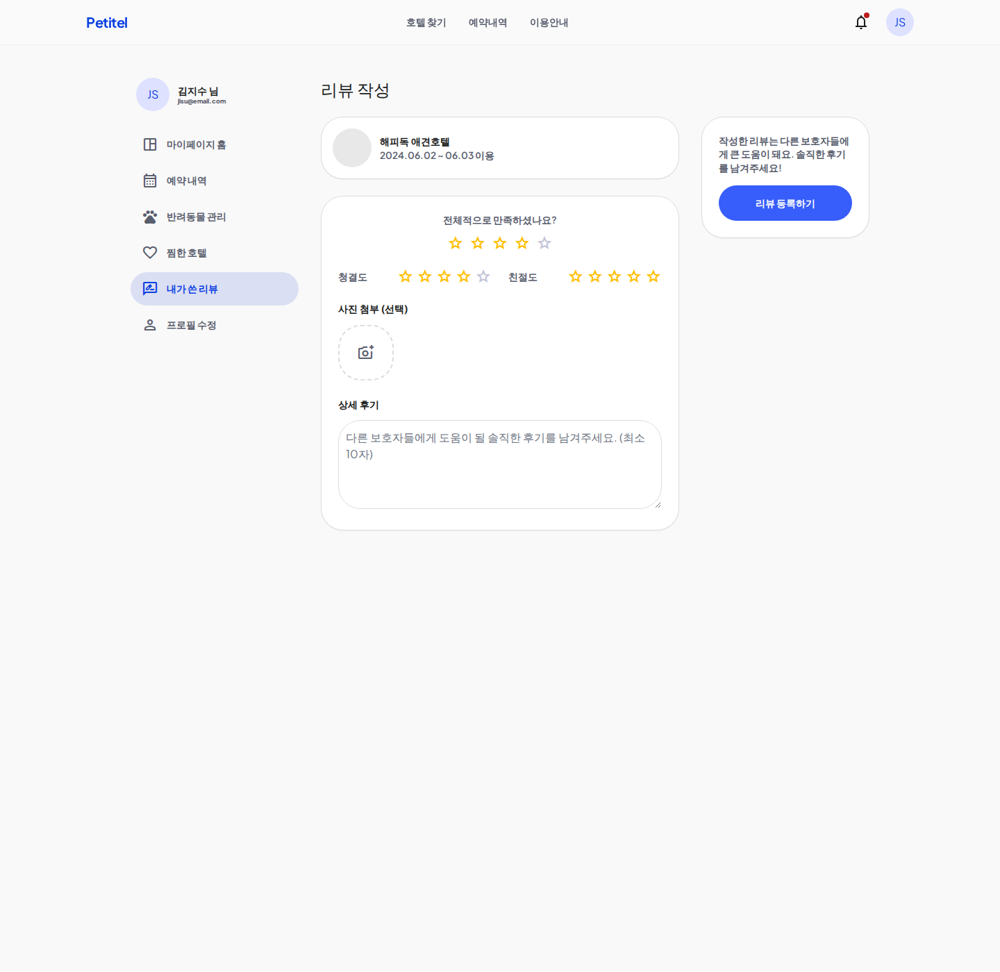 Petitel
호텔 찾기
예약내역
이용안내
JS
JS
김지수 님
jisu@email.com
마이페이지 홈
예약 내역
반려동물 관리
찜한 호텔
내가 쓴 리뷰
프로필 수정
리뷰 작성
해피독 애견호텔
2024.06.02 ~ 06.03 이용
전체적으로 만족하셨나요?
청결도
친절도
사진 첨부 (선택)
상세 후기
다른 보호자들에게 도움이 될 솔직한 후기를 남겨주세요. (최소
10자)
작성한 리뷰는 다른 보호자들에
게 큰 도움이 돼요. 솔직한 후기
를 남겨주세요!
리뷰 등록하기